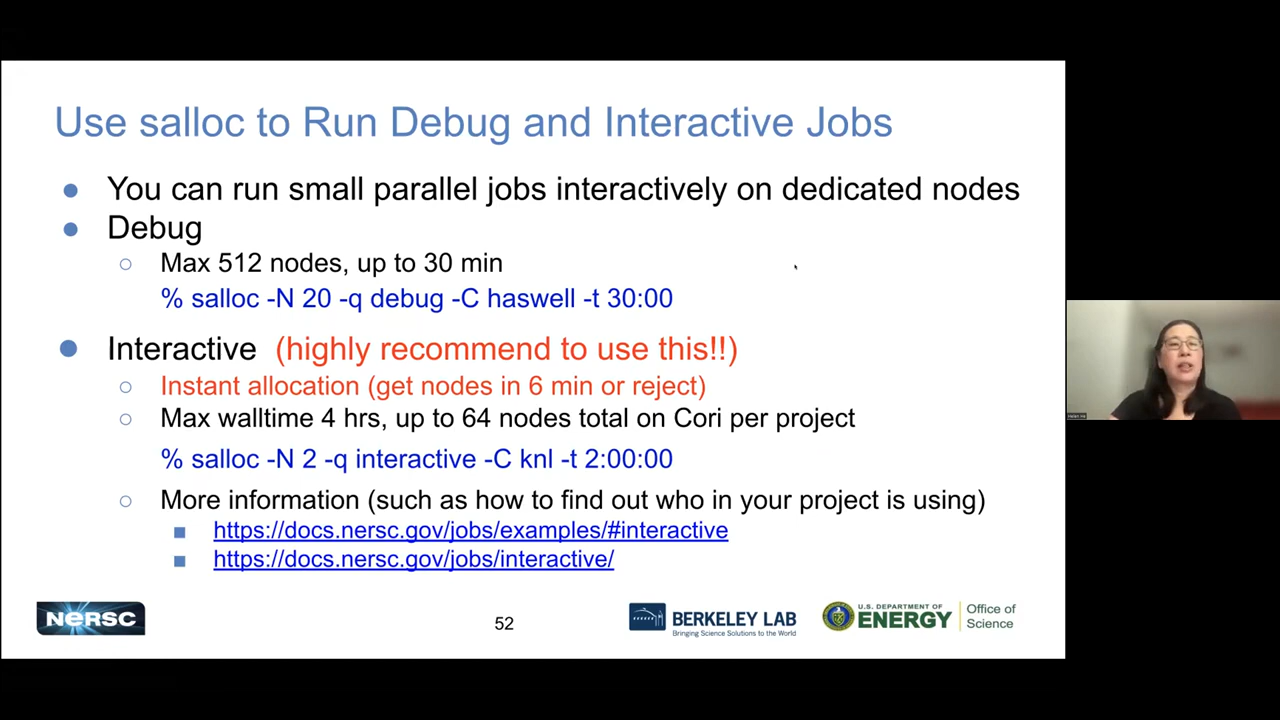 Use salloc to Run Debug and Interactive Jobs
● You can run small parallel jobs interactively on dedicated nodes
● Debug
○ Max 512 nodes, up to 30 min
% salloc -N 20 -q debug -C haswell -t 30:00
● Interactive (highly recommend to use this!!)
○ Instant allocation (get nodes in 6 min or reject)
○ Max walltime 4 hrs, up to 64 nodes total on Cori per project
% salloc -N 2 -q interactive -C knl -t 2:00:00
○ More information (such as how to find out who in your project is using)
■ https://docs.nersc.gov/jobs/examples/#interactive
■ https://docs.nersc.gov/jobs/interactive/
NERSC
52
BERKELEY LAB
Bringing Science Solutions to the World
U.S. DEPARTMENT OF
ENERGY
Office of
Science